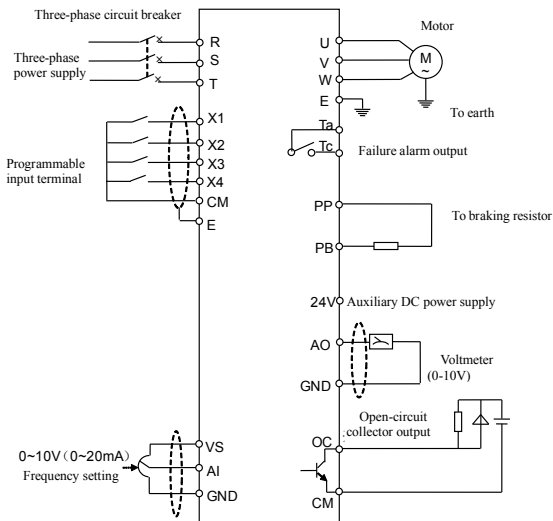 Three-phase circuit breaker
Three-phase
power supply
R
S
T
X1
X2
X3
X4
CM
E
Programmable
input terminal
0~10V（0~20mA）
Frequency setting
VS
AI
GND
U
V
W
E
Motor
M
~
To earth
Ta
Tc
Failure alarm output
PP
PB
To braking resistor
24V
Auxiliary DC power supply
AO
GND
Voltmeter
(0-10V)
Open-circuit
collector output
OC
CM